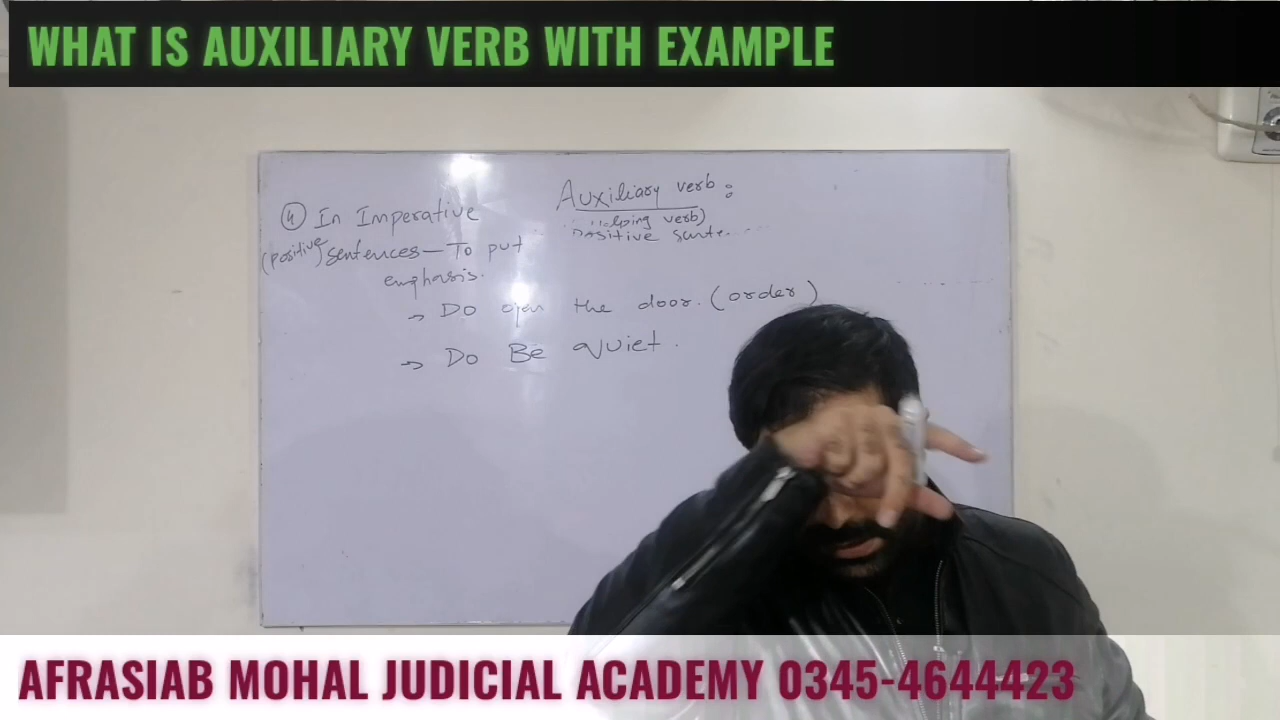 WHAT IS AUXILIARY VERB WITH EXAMPLE
Auxiliary verb :
(Helping verb)
Positive
④ In Imperative
(positive) sentences — To put
emphasis.
→ Do open the door. (order)
→ Do Be quiet.
AFRASIAB MOHAL JUDICIAL ACADEMY 0345-4644423